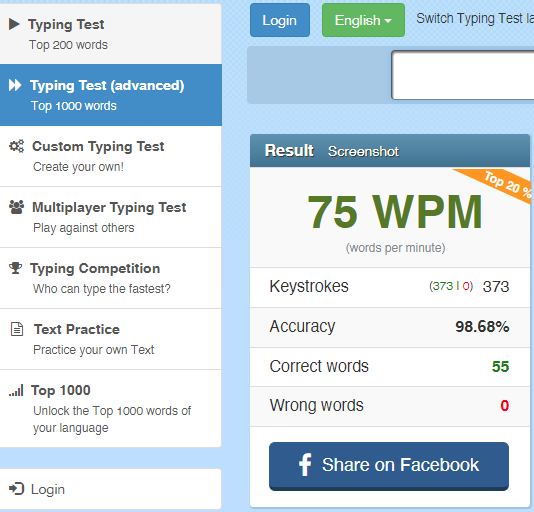 Typing Test
Top 200 words
Typing Test (advanced)
Top 1000 words
Custom Typing Test
Create your own!
Multiplayer Typing Test
Play against others
Typing Competition
Who can type the fastest?
Text Practice
Practice your own Text
Top 1000
Unlock the Top 1000 words of
your language
Login
Login English Switch Typing Test la
Result Screenshot
Top 20 %
75 WPM
(words per minute)
Keystrokes (373 | 0) 373
Accuracy 98.68%
Correct words 55
Wrong words 0
Share on Facebook